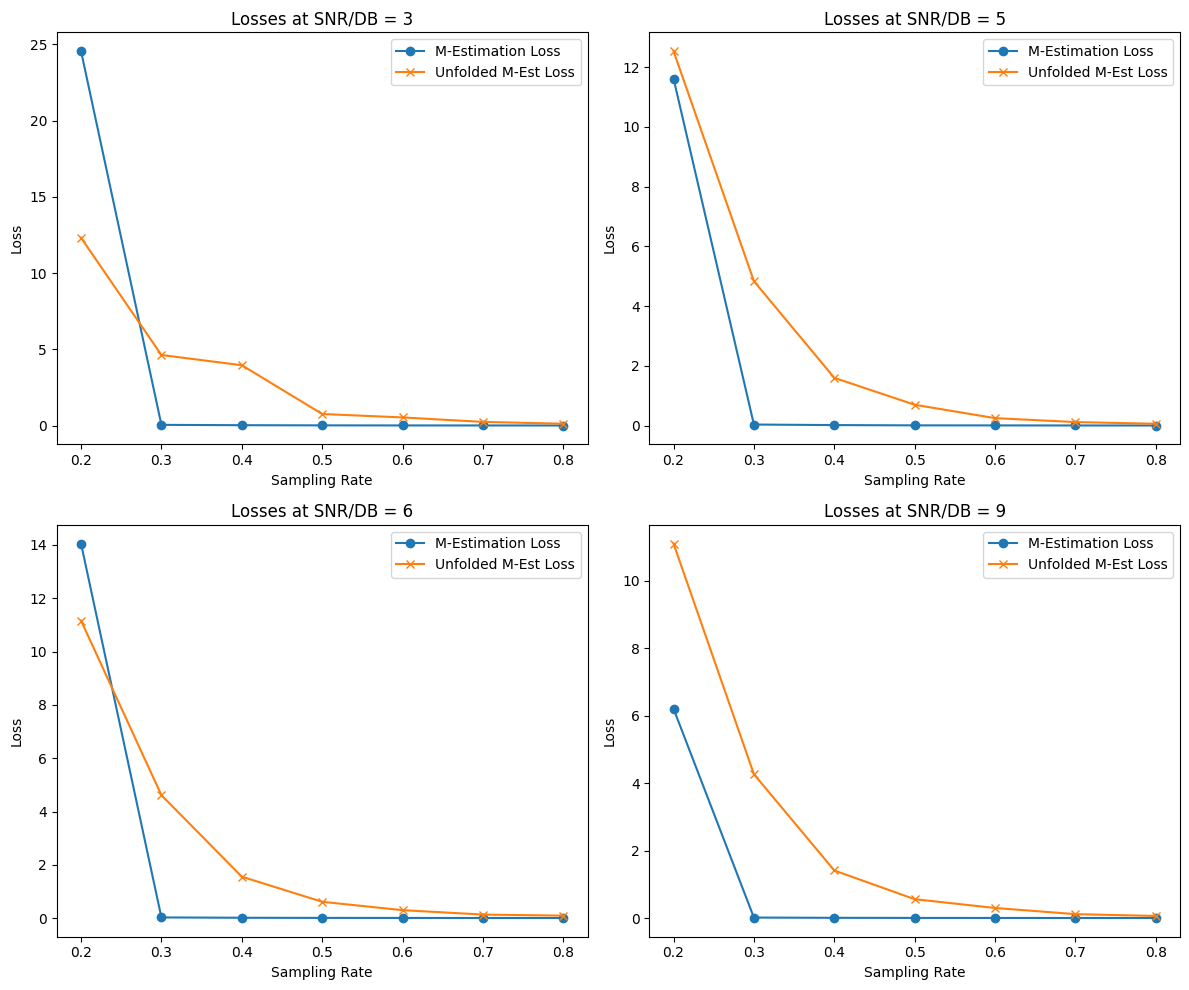 Losses at SNR/DB = 3
M-Estimation Loss
Unfolded M-Est Loss
25
20
15
10
5
0
Loss
0.2 0.3 0.4 0.5 0.6 0.7 0.8
Sampling Rate
Losses at SNR/DB = 5
M-Estimation Loss
Unfolded M-Est Loss
12
10
8
6
4
2
0
Loss
0.2 0.3 0.4 0.5 0.6 0.7 0.8
Sampling Rate
Losses at SNR/DB = 6
M-Estimation Loss
Unfolded M-Est Loss
14
12
10
8
6
4
2
0
Loss
0.2 0.3 0.4 0.5 0.6 0.7 0.8
Sampling Rate
Losses at SNR/DB = 9
M-Estimation Loss
Unfolded M-Est Loss
10
8
6
4
2
0
Loss
0.2 0.3 0.4 0.5 0.6 0.7 0.8
Sampling Rate